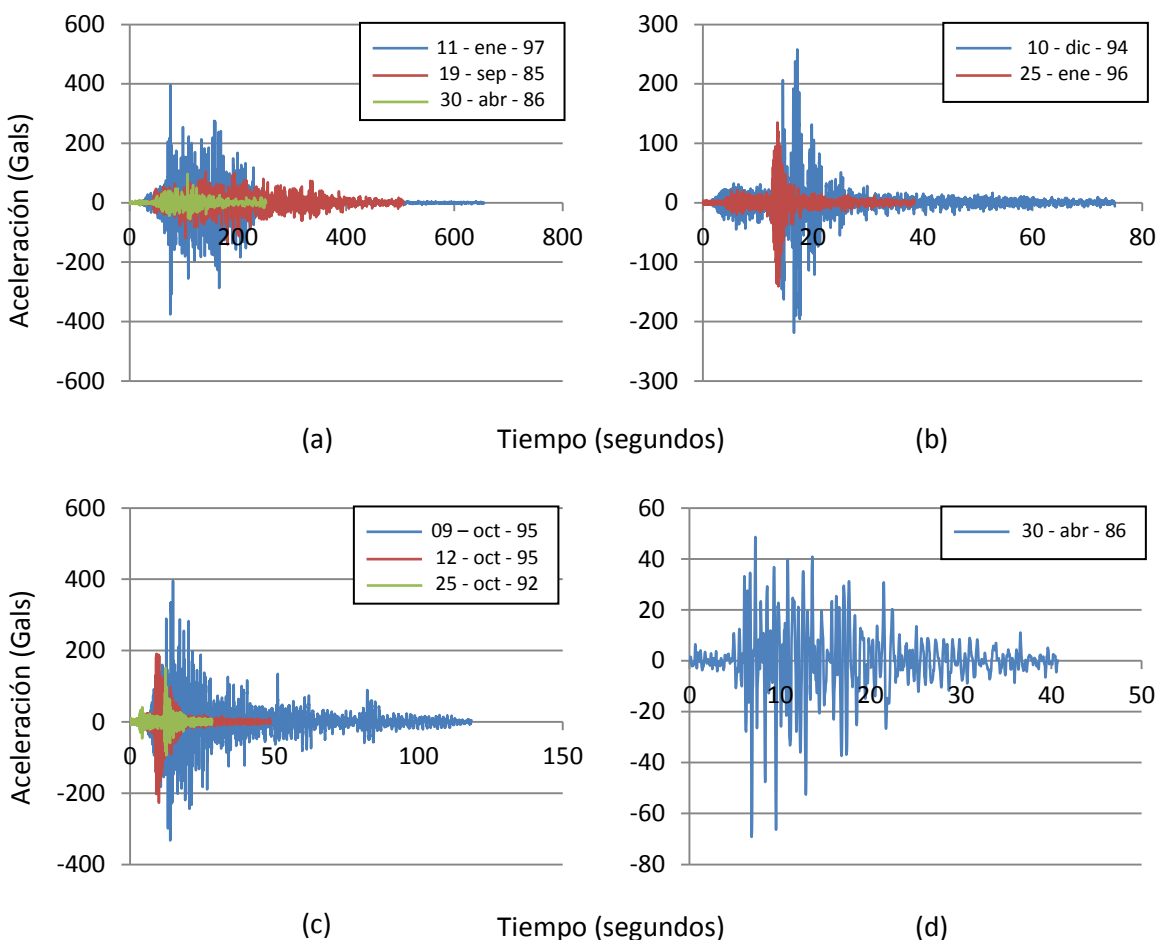 600
400
200
0
-200
-400
-600
0
200
400
600
800
Aceleración (Gals)
11 - ene - 97
19 - sep - 85
30 - abr - 86
(a)
300
200
100
0
-100
-200
-300
0
20
40
60
80
10 - dic - 94
25 - ene - 96
(b)
Tiempo (segundos)
600
400
200
0
-200
-400
0
50
100
150
Aceleración (Gals)
09 – oct - 95
12 - oct - 95
25 - oct - 92
(c)
60
40
20
0
-20
-40
-60
-80
0
10
20
30
40
50
30 - abr - 86
(d)
Tiempo (segundos)